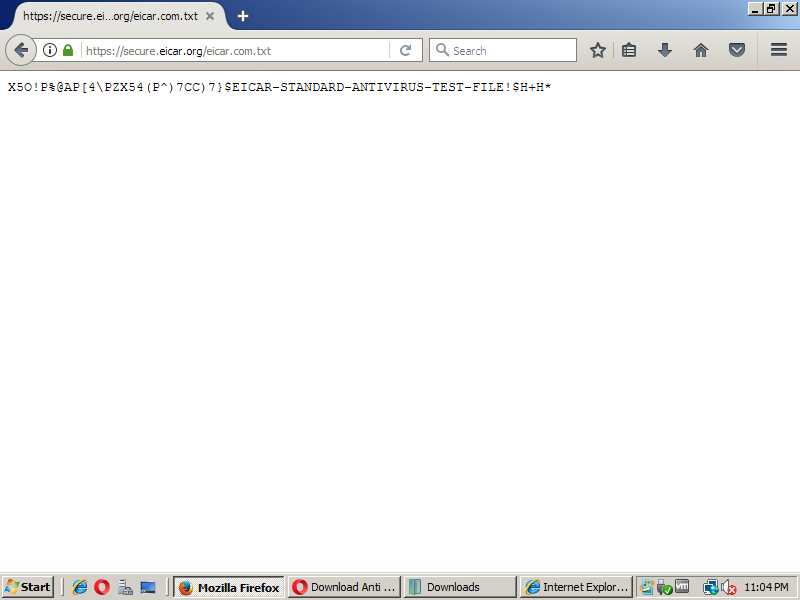 https://secure.ei...org/eicar.com.txt
https://secure.eicar.org/eicar.com.txt
Search
X5O!P%@AP[4\PZX54(P^)7CC)7}$EICAR-STANDARD-ANTIVIRUS-TEST-FILE!$H+H*
Start
Mozilla Firefox
Download Anti ...
Downloads
Internet Explor...
11:04 PM